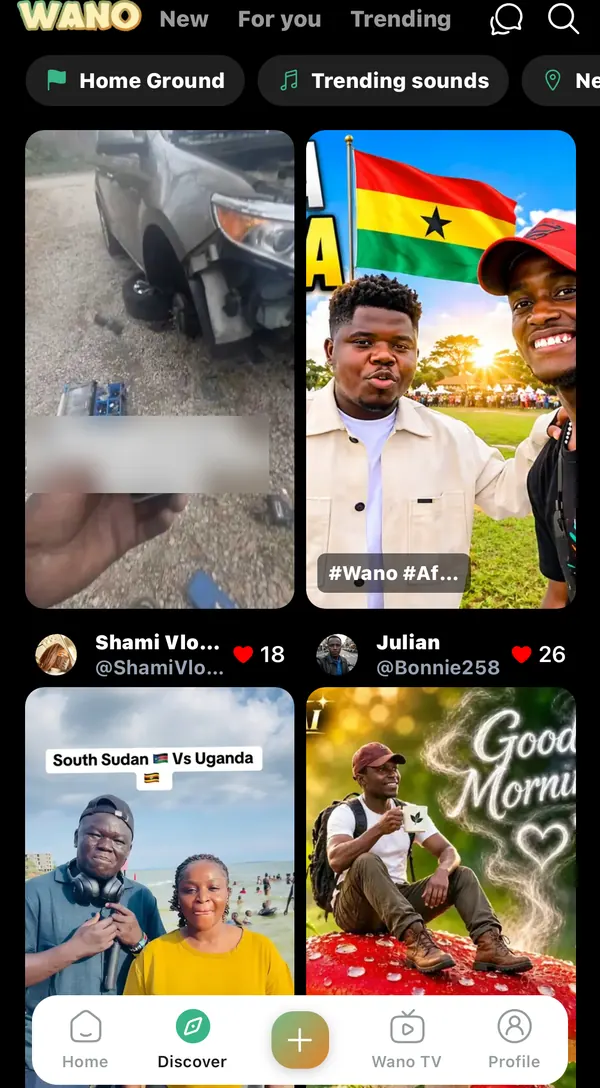 WANO
New For you Trending
Home Ground Trending sounds Ne
A
A
#Wano #Af...
Shami Vlo... 18 Julian 26
@ShamiVlo... @Bonnie258
South Sudan 🇸🇸 Vs Uganda
🇺🇬
Good
Mornin
Home Discover Wano TV Profile